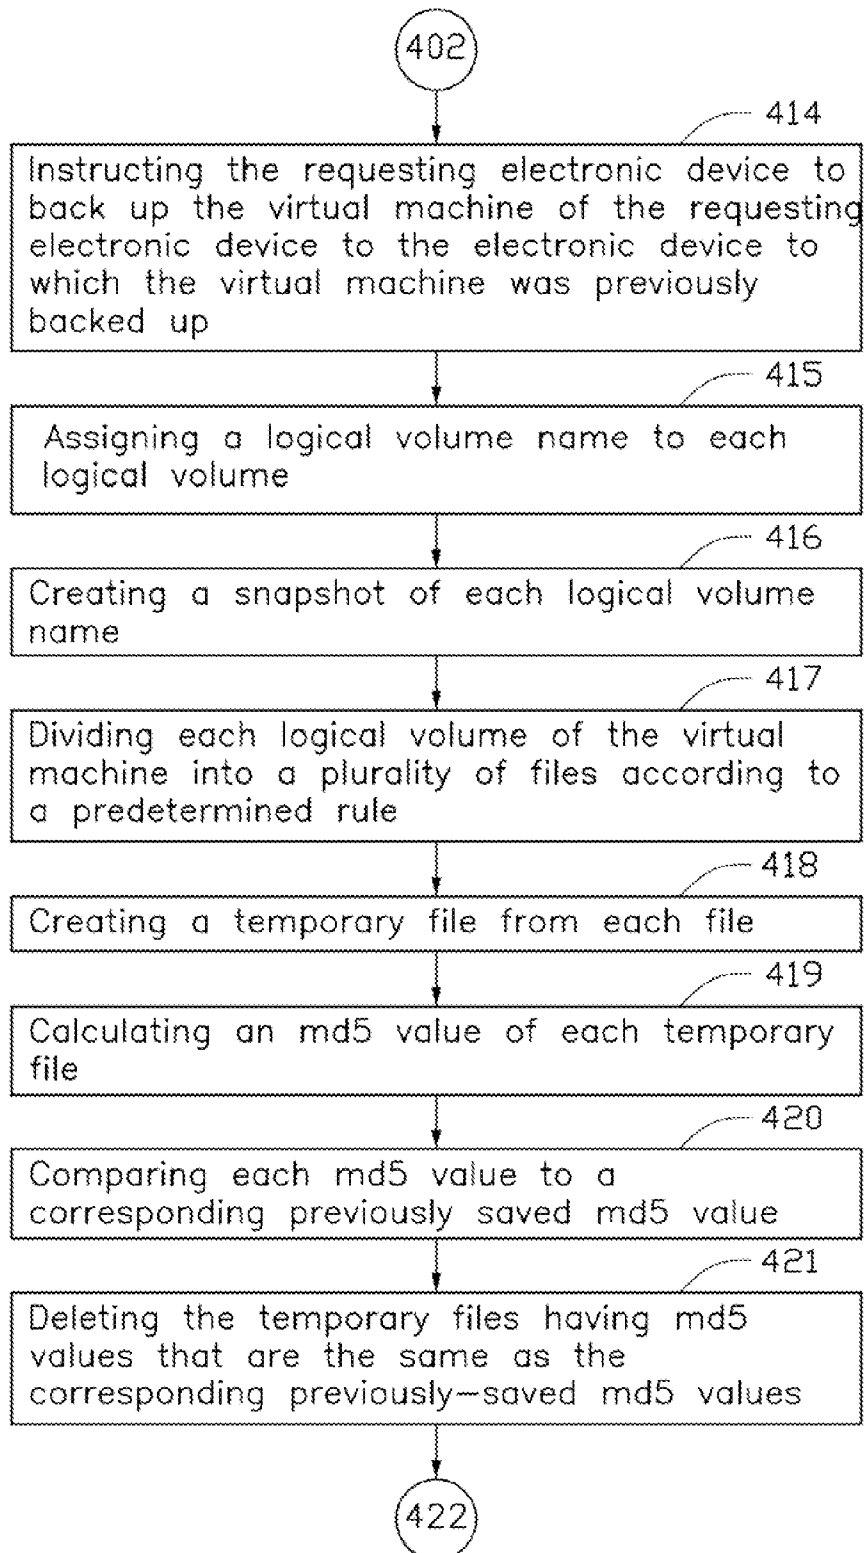 402
414
Instructing the requesting electronic device to
back up the virtual machine of the requesting
electronic device to the electronic device to
which the virtual machine was previously
backed up
415
Assigning a logical volume name to each
logical volume
416
Creating a snapshot of each logical volume
name
417
Dividing each logical volume of the virtual
machine into a plurality of files according to
a predetermined rule
418
Creating a temporary file from each file
419
Calculating an md5 value of each temporary
file
420
Comparing each md5 value to a
corresponding previously saved md5 value
421
Deleting the temporary files having md5
values that are the same as the
corresponding previously-saved md5 values
422